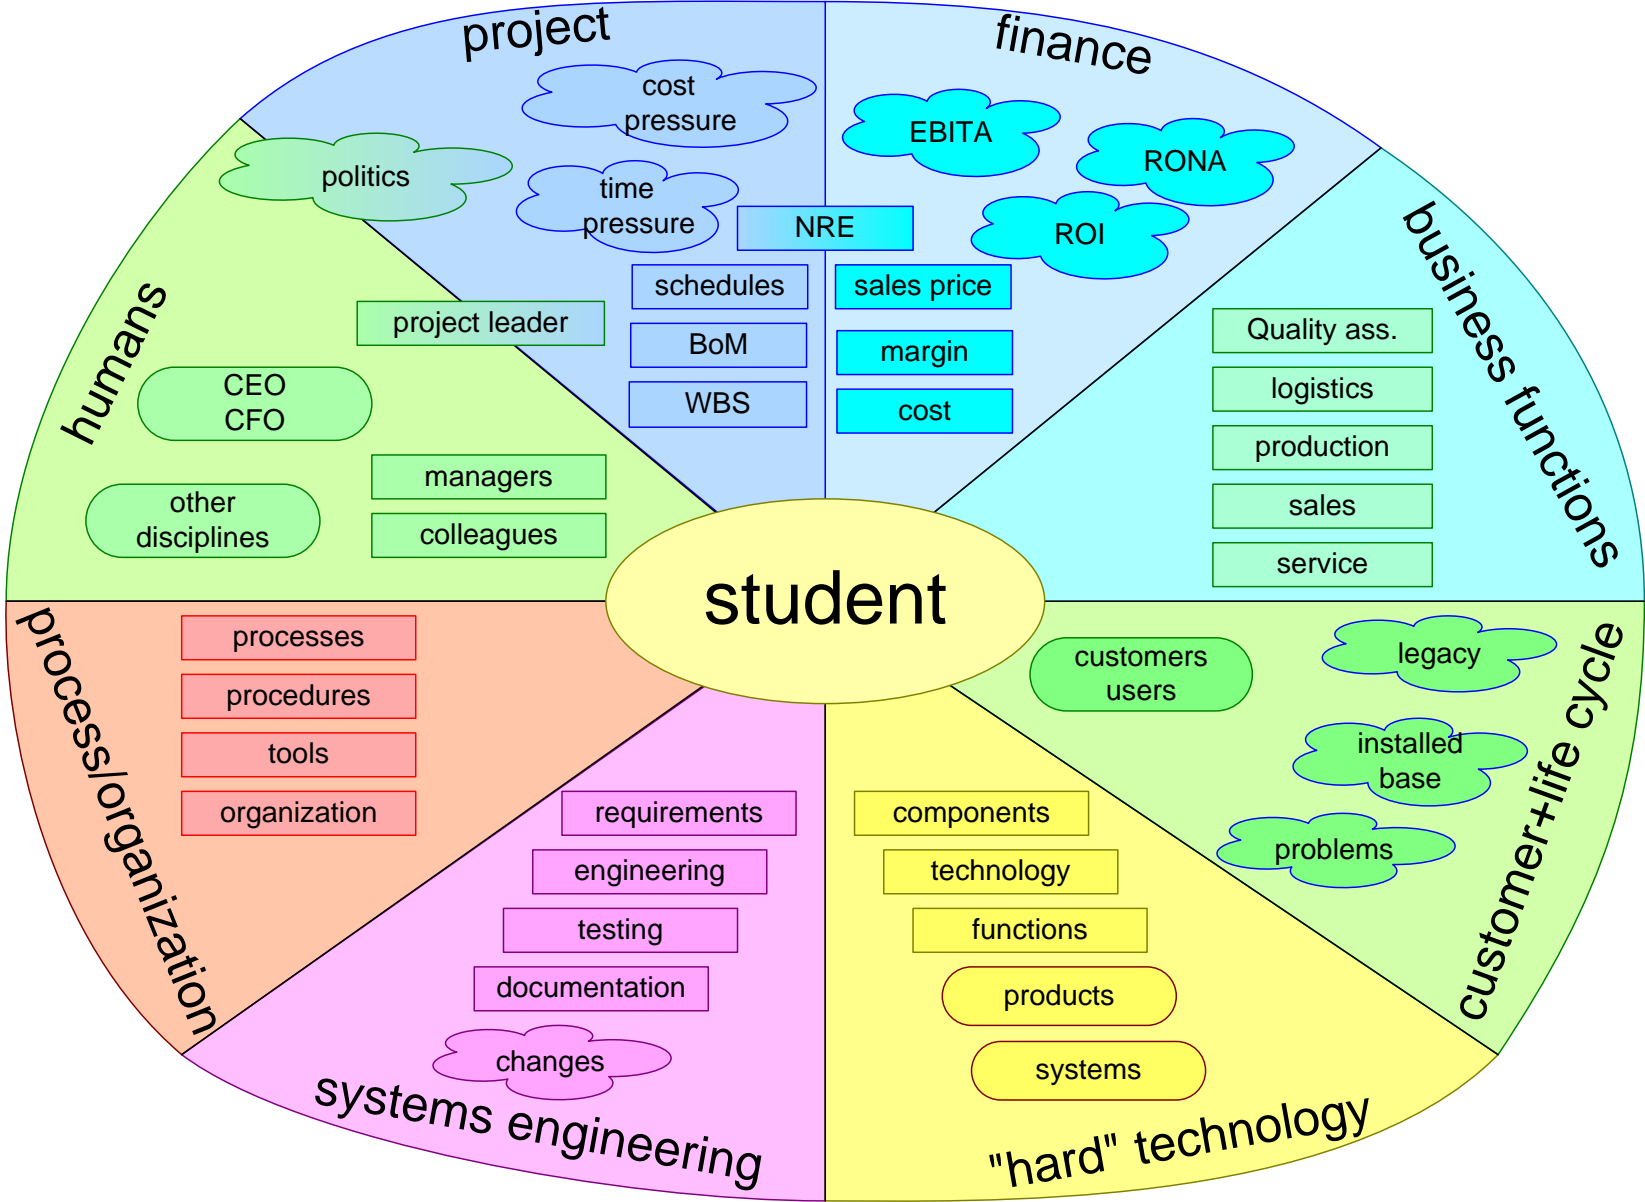 project
cost
pressure
politics
time
pressure
NRE
schedules
project leader
BoM
WBS
finance
EBITA
RONA
ROI
sales price
margin
cost
business functions
Quality ass.
logistics
production
sales
service
humans
CEO
CFO
managers
other
disciplines
colleagues
student
process/organization
processes
procedures
tools
organization
systems engineering
requirements
engineering
testing
documentation
changes
"hard" technology
components
technology
functions
products
systems
customer+life cycle
customers
users
legacy
installed
base
problems